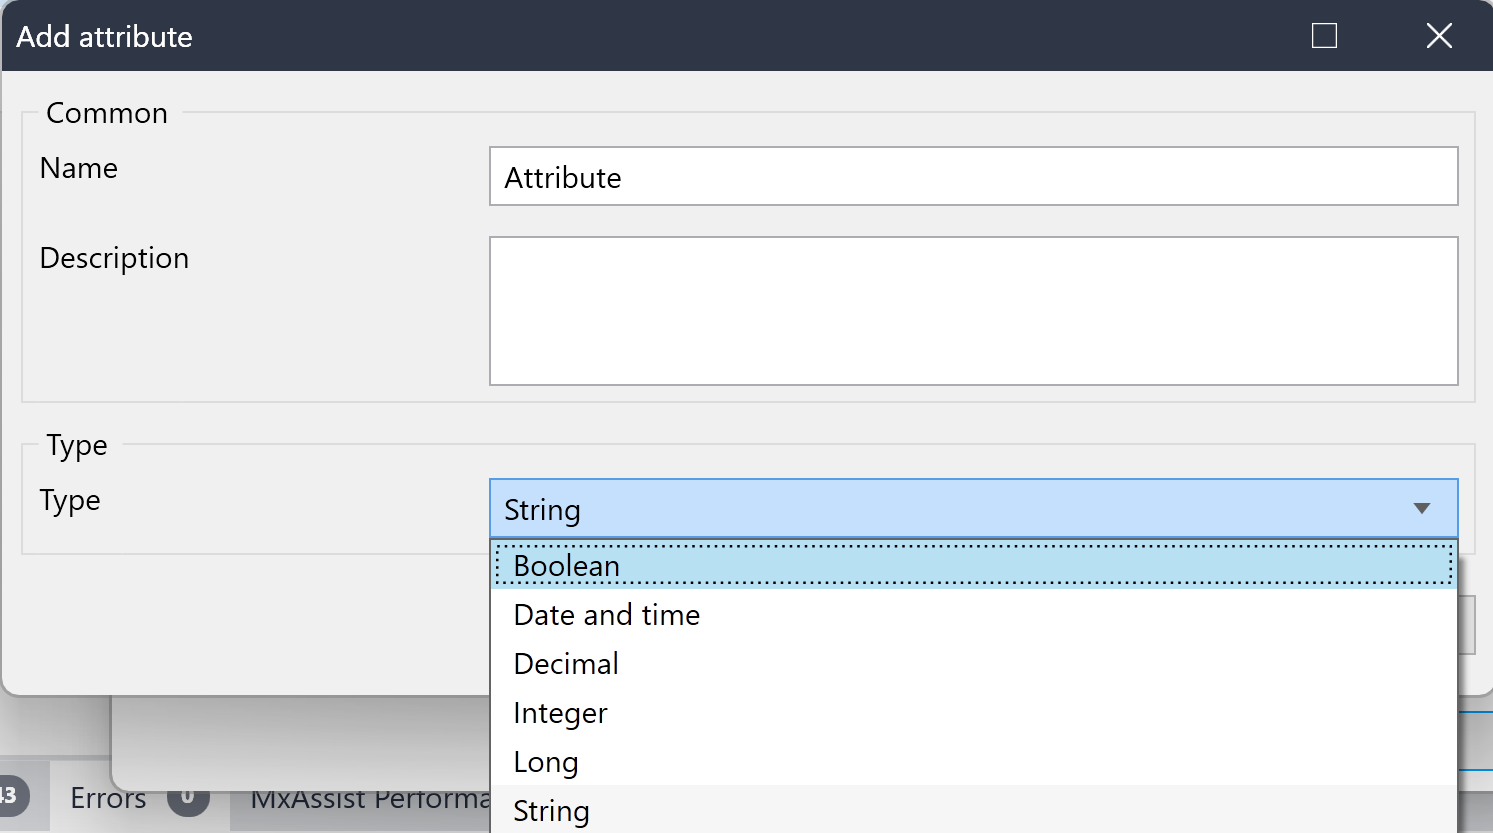 Add attribute
Common
Name
Attribute
Description
Type
Type
String
Boolean
Date and time
Decimal
Integer
Long
String
Errors 0 MxAssist Performa